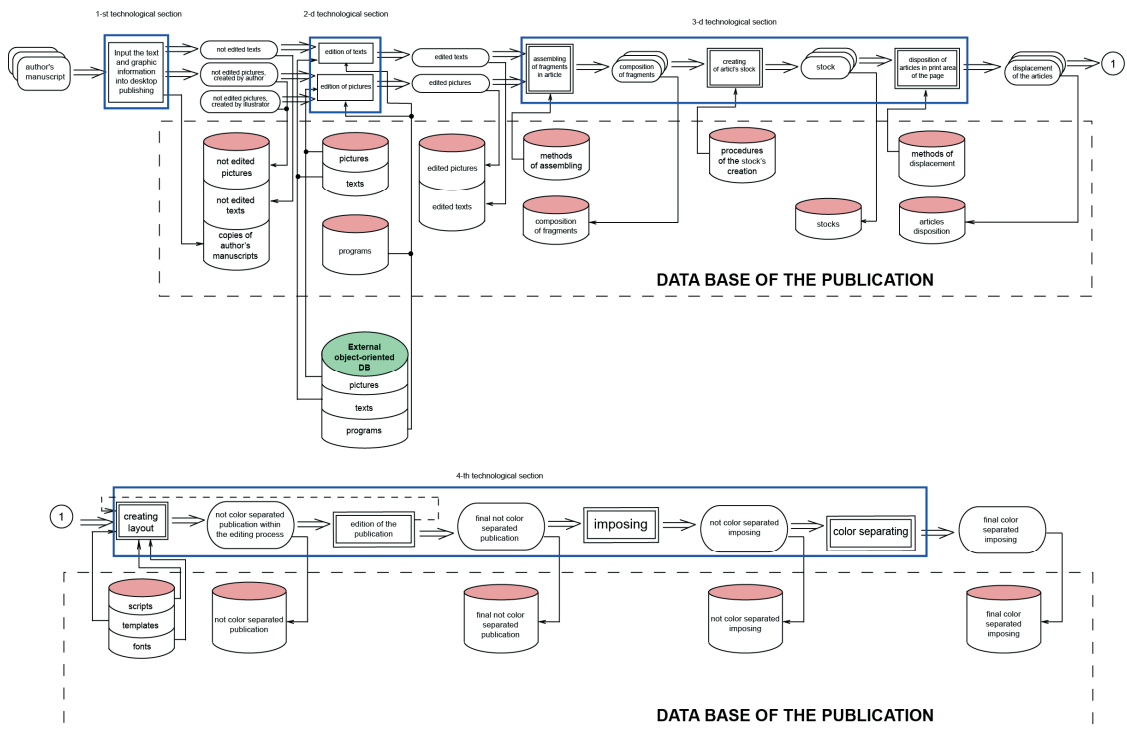 1-st technological section
2-d technological section
3-d technological section
author's
manuscript
Input the text
and graphic
information
into desktop
publishing
not edited texts
not edited pictures,
created by author
not edited pictures,
created by illustrator
edition of texts
edition of pictures
edited texts
edited pictures
assembling
of fragments
in article
composition
of fragments
creating
of articl's stock
stock
disposition of
articles in print area
of the page
displacement
of the articles
1
not edited
pictures
not edited
texts
copies of
author's
manuscripts
pictures
texts
programs
edited pictures
edited texts
methods
of assembling
composition
of fragments
procedures
of the stock's
creation
stocks
methods of
displacement
articles
disposition
DATA BASE OF THE PUBLICATION
External
object-oriented
DB
pictures
texts
programs
4-th technological section
1
creating
layout
not color separated
publication within
the editing process
edition of the
publication
final not color
separated
publication
imposing
not color separated
imposing
color separating
final color
separated
imposing
scripts
templates
fonts
not color separated
publication
final not color
separated
publication
not color separated
imposing
final color
separated
imposing
DATA BASE OF THE PUBLICATION